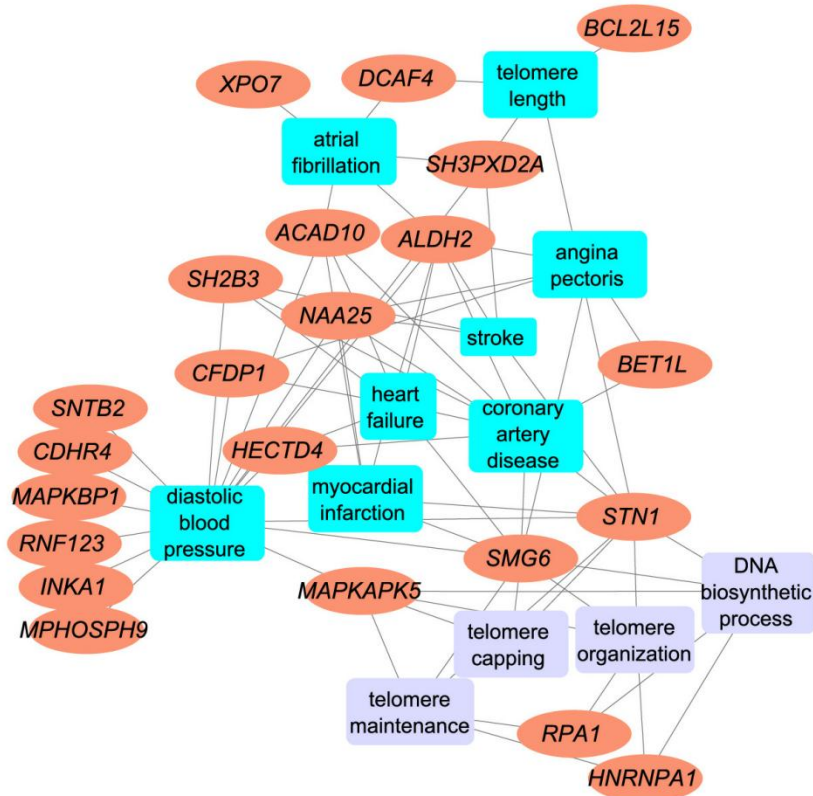 BCL2L15
XPO7
DCAF4
telomere
length
atrial
fibrillation
SH3PXD2A
ACAD10
ALDH2
angina
pectoris
SH2B3
NAA25
stroke
CFDP1
BET1L
heart
failure
coronary
artery
disease
SNTB2
CDHR4
HECTD4
MAPKBP1
diastolic
blood
pressure
myocardial
infarction
STN1
RNF123
SMG6
INKA1
MAPKAPK5
DNA
biosynthetic
process
MPHOSPH9
telomere
capping
telomere
organization
telomere
maintenance
RPA1
HNRNPA1